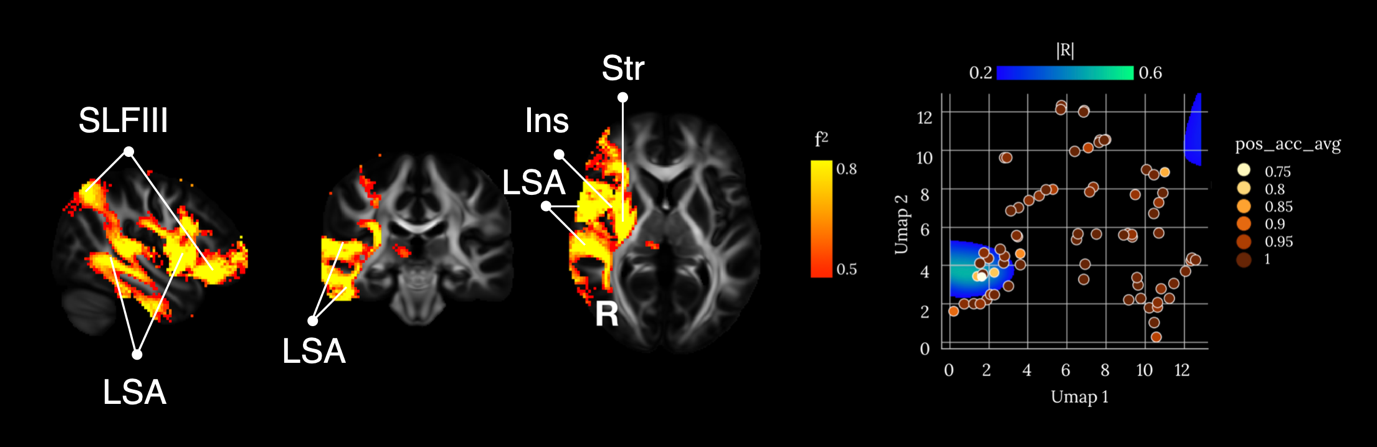 SLFIII
LSA
LSA
Str
Ins
LSA
R
f²
0.8
0.5
|R|
0.2
0.6
12
10
8
6
4
2
0
Umap 2
0 2 4 6 8 10 12
Umap 1
pos_acc_avg
0.75
0.8
0.85
0.9
0.95
1